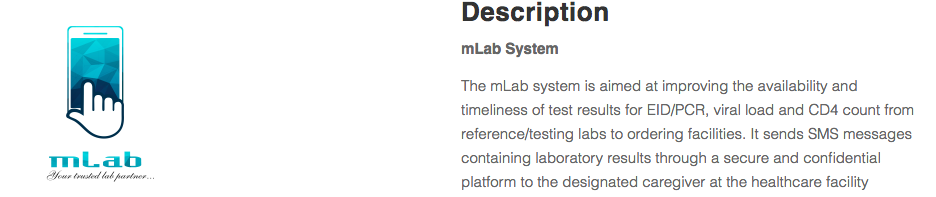 mLab
Your trusted lab partner...
Description
mLab System
The mLab system is aimed at improving the availability and
timeliness of test results for EID/PCR, viral load and CD4 count from
reference/testing labs to ordering facilities. It sends SMS messages
containing laboratory results through a secure and confidential
platform to the designated caregiver at the healthcare facility